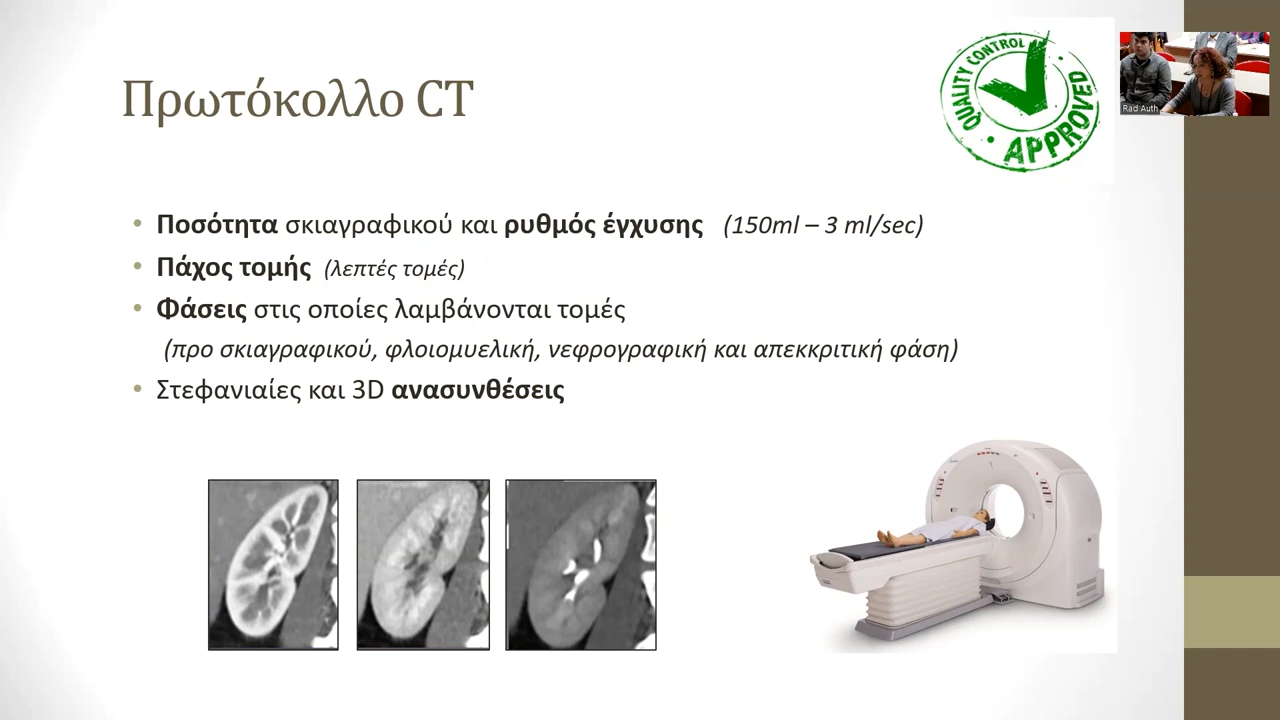 Πρωτόκολλο CT
QUALITY CONTROL
APPROVED
Rad Auth
• Ποσότητα σκιαγραφικού και ρυθμός έγχυσης (150ml – 3 ml/sec)
• Πάχος τομής (λεπτές τομές)
• Φάσεις στις οποίες λαμβάνονται τομές
(προ σκιαγραφικού, φλοιομυελική, νεφρογραφική και απεκκριτική φάση)
• Στεφανιαίες και 3D ανασυνθέσεις